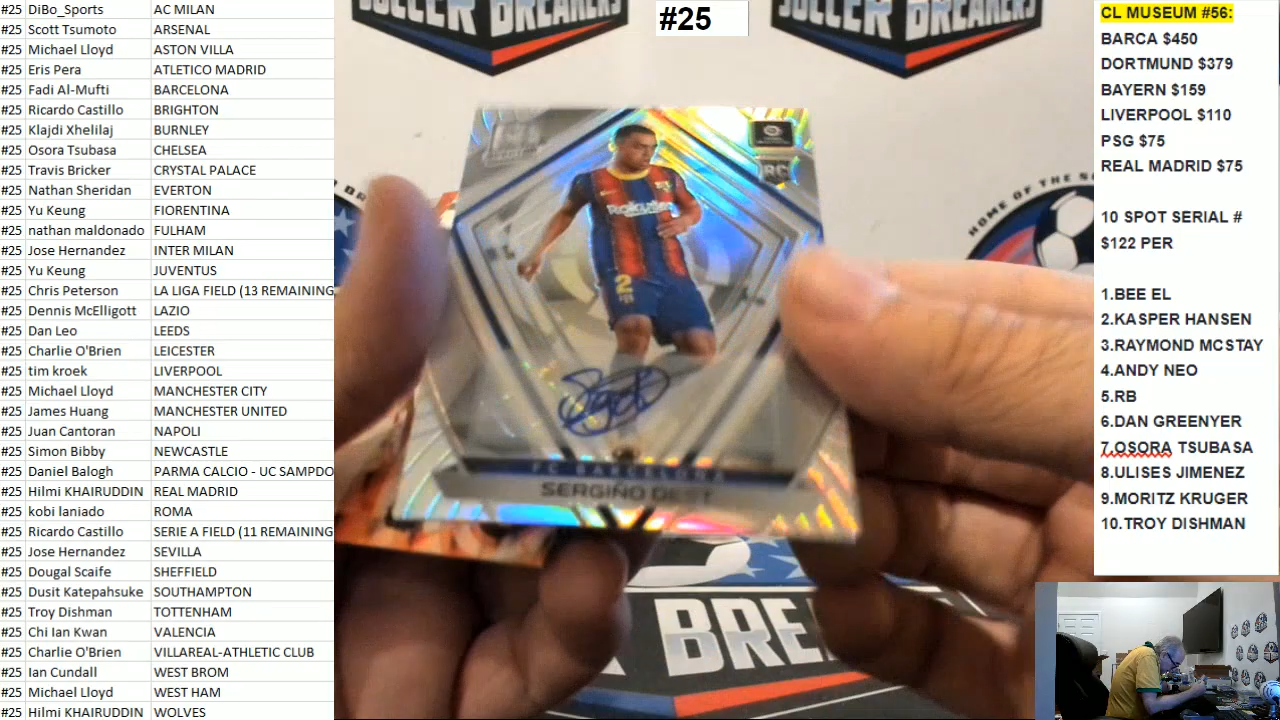 #25 DiBo_Sports AC MILAN
#25 Scott Tsumoto ARSENAL
#25 Michael Lloyd ASTON VILLA
#25 Eris Pera ATLETICO MADRID
#25 Fadi Al-Mufti BARCELONA
#25 Ricardo Castillo BRIGHTON
#25 Klajdi Xhelilaj BURNLEY
#25 Osora Tsubasa CHELSEA
#25 Travis Bricker CRYSTAL PALACE
#25 Nathan Sheridan EVERTON
#25 Yu Keung FIORENTINA
#25 nathan maldonado FULHAM
#25 Jose Hernandez INTER MILAN
#25 Yu Keung JUVENTUS
#25 Chris Peterson LA LIGA FIELD (13 REMAINING
#25 Dennis McElligott LAZIO
#25 Dan Leo LEEDS
#25 Charlie O'Brien LEICESTER
#25 tim kroek LIVERPOOL
#25 Michael Lloyd MANCHESTER CITY
#25 James Huang MANCHESTER UNITED
#25 Juan Cantoran NAPOLI
#25 Simon Bibby NEWCASTLE
#25 Daniel Balogh PARMA CALCIO - UC SAMPDO
#25 Hilmi KHAIRUDDIN REAL MADRID
#25 kobi laniado ROMA
#25 Ricardo Castillo SERIE A FIELD (11 REMAINING
#25 Jose Hernandez SEVILLA
#25 Dougal Scaife SHEFFIELD
#25 Dusit Katepahsuke SOUTHAMPTON
#25 Troy Dishman TOTTENHAM
#25 Chi Ian Kwan VALENCIA
#25 Charlie O'Brien VILLAREAL-ATHLETIC CLUB
#25 Ian Cundall WEST BROM
#25 Michael Lloyd WEST HAM
#25 Hilmi KHAIRUDDIN WOLVES
SOCCER BREAKERS
#25
SOCCER BREAKERS
HOME OF THE
RC
Rakuten
2
FC BARCELONA
SERGIÑO DEST
BRE
CL MUSEUM #56:
BARCA $450
DORTMUND $379
BAYERN $159
LIVERPOOL $110
PSG $75
REAL MADRID $75
10 SPOT SERIAL #
$122 PER
1.BEE EL
2.KASPER HANSEN
3.RAYMOND MCSTAY
4.ANDY NEO
5.RB
6.DAN GREENYER
7.OSORA TSUBASA
8.ULISES JIMENEZ
9.MORITZ KRUGER
10.TROY DISHMAN